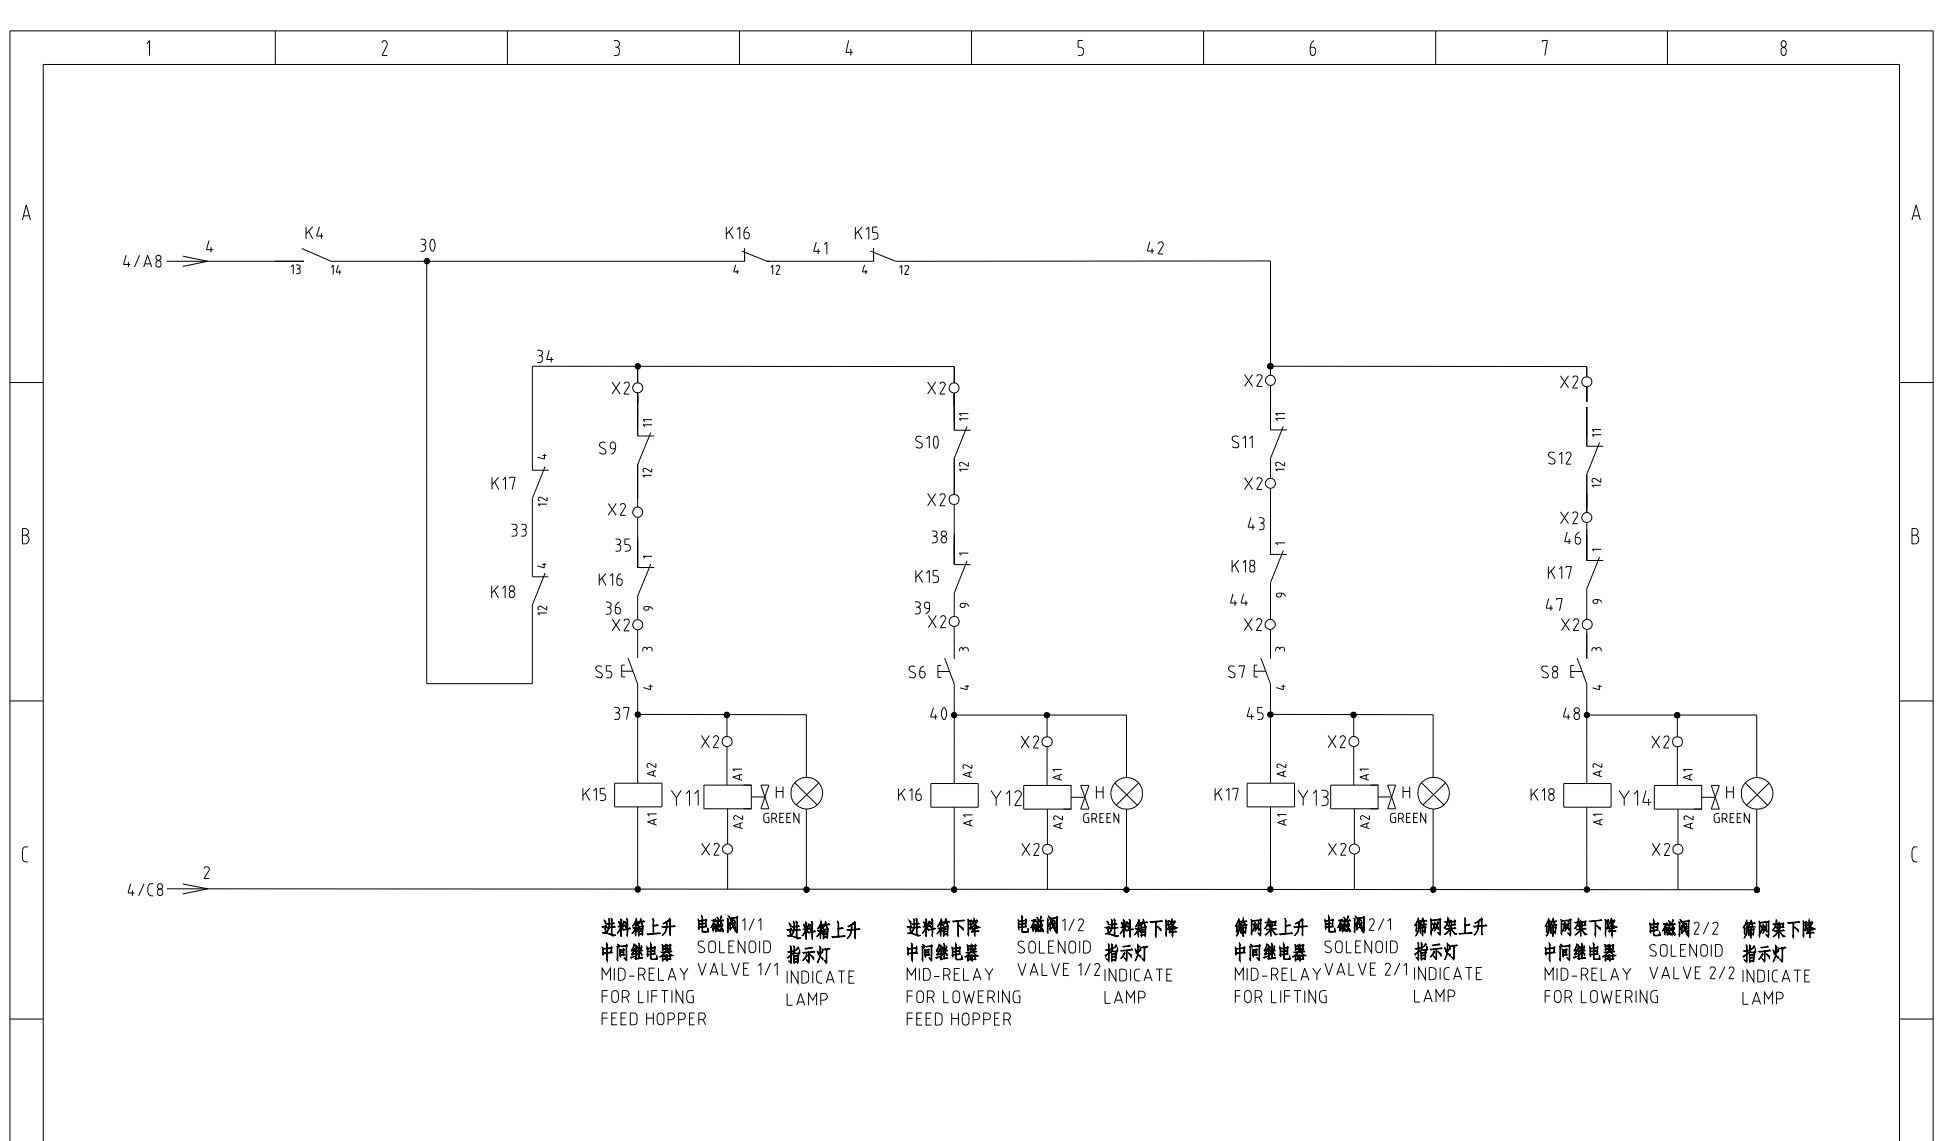 1 2 3 4 5 6 7 8
A A
K4 K16 K15
4/A8 4 30 41 42
13 14 4 12 4 12
34
X2 X2 X2 X2
B B
11 11 11 11
S9 S10 S11 S12
12 12 12 12
K17 4 12
X2 X2 X2 X2
33 35 38 43 46
K18 4 12
K16 1 9 K15 1 9 K18 1 9 K17 1 9
36 39 44 47
X2 X2 X2 X2
S5 3 4 S6 3 4 S7 3 4 S8 3 4
37 40 45 48
X2 X2 X2 X2
K15 A2 A1 Y11 A1 A2 H GREEN
K16 A2 A1 Y12 A1 A2 H GREEN
K17 A2 A1 Y13 A1 A2 H GREEN
K18 A2 A1 Y14 A1 A2 H GREEN
X2 X2 X2 X2
C C
4/C8 2
进料箱上升
中间继电器
MID-RELAY
FOR LIFTING
FEED HOPPER
电磁阀1/1
SOLENOID
VALVE 1/1
进料箱上升
指示灯
INDICATE
LAMP
进料箱下降
中间继电器
MID-RELAY
FOR LOWERING
FEED HOPPER
电磁阀1/2
SOLENOID
VALVE 1/2
进料箱下降
指示灯
INDICATE
LAMP
筛网架上升
中间继电器
MID-RELAY
FOR LIFTING
电磁阀2/1
SOLENOID
VALVE 2/1
筛网架上升
指示灯
INDICATE
LAMP
筛网架下降
中间继电器
MID-RELAY
FOR LOWERING
电磁阀2/2
SOLENOID
VALVE 2/2
筛网架下降
指示灯
INDICATE
LAMP